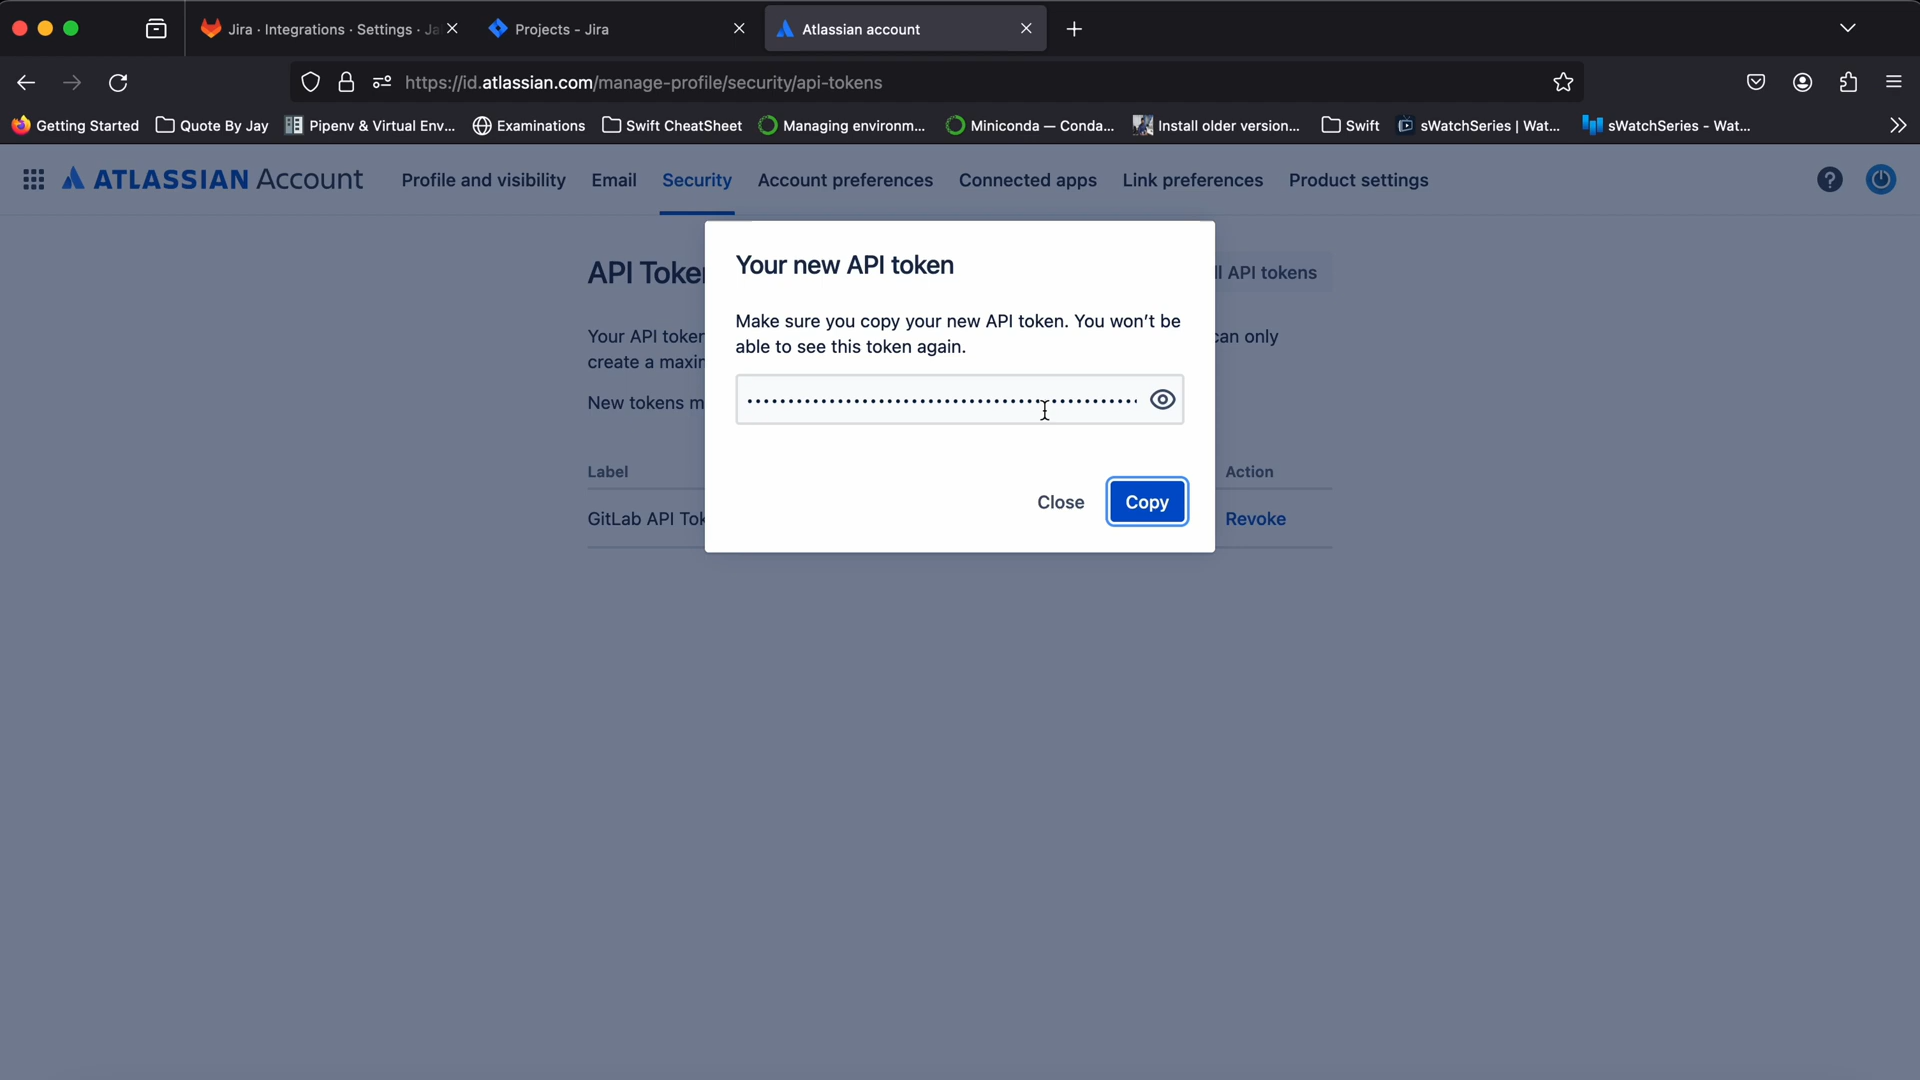 Jira · Integrations · Settings · Ja
Projects - Jira
Atlassian account
https://id.atlassian.com/manage-profile/security/api-tokens
Getting Started
Quote By Jay
Pipenv & Virtual Env...
Examinations
Swift CheatSheet
Managing environm...
Miniconda — Conda...
Install older version...
Swift
sWatchSeries | Wat...
sWatchSeries - Wat...
ATLASSIAN Account
Profile and visibility
Email
Security
Account preferences
Connected apps
Link preferences
Product settings
API Token
ll API tokens
Your API token
can only
create a maxim
New tokens m
Label
Action
GitLab API Tok
Revoke
Your new API token
Make sure you copy your new API token. You won't be
able to see this token again.
Close
Copy